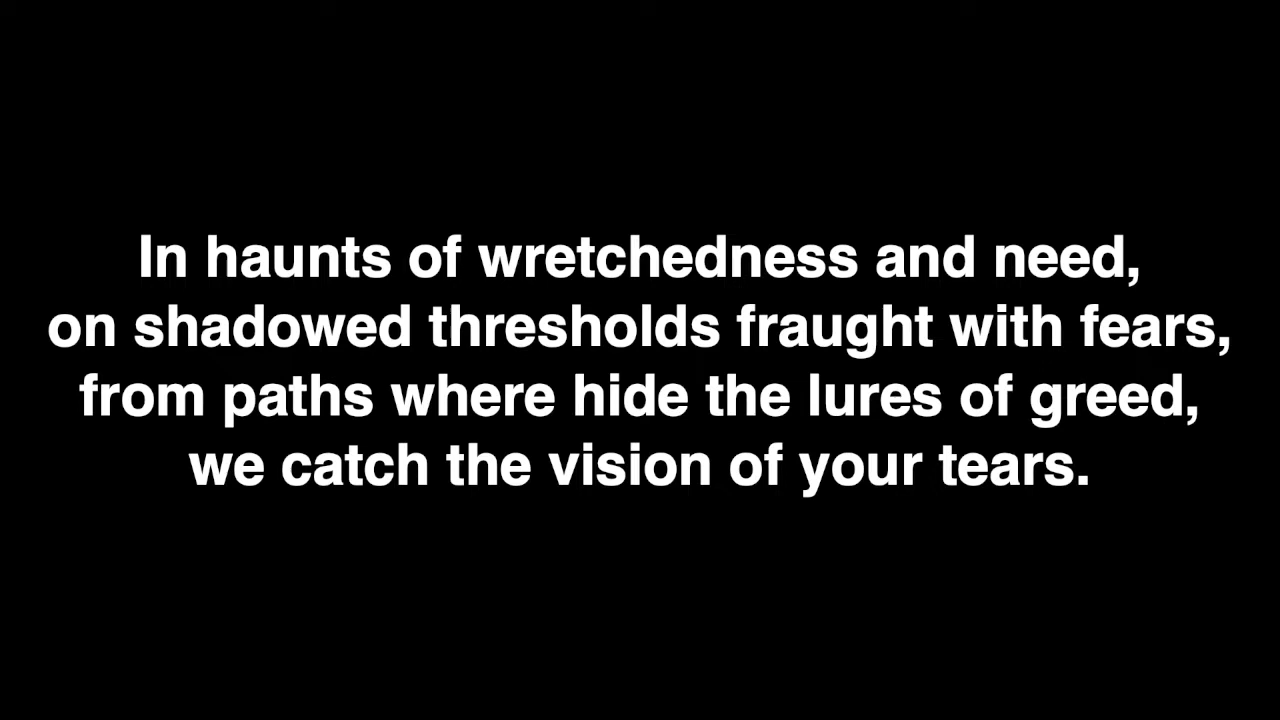 In haunts of wretchedness and need,
on shadowed thresholds fraught with fears,
from paths where hide the lures of greed,
we catch the vision of your tears.